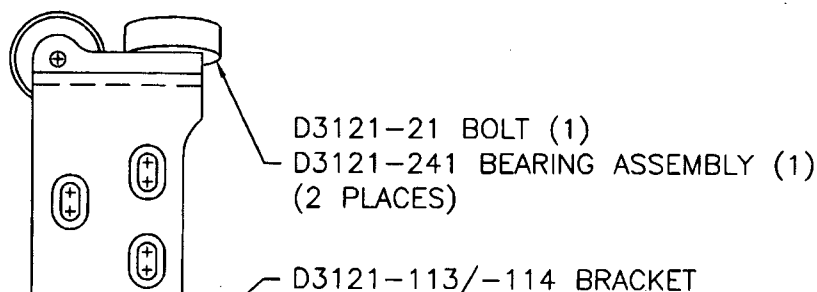 D3121-21 BOLT (1)
D3121-241 BEARING ASSEMBLY (1)
(2 PLACES)
D3121-113/-114 BRACKET